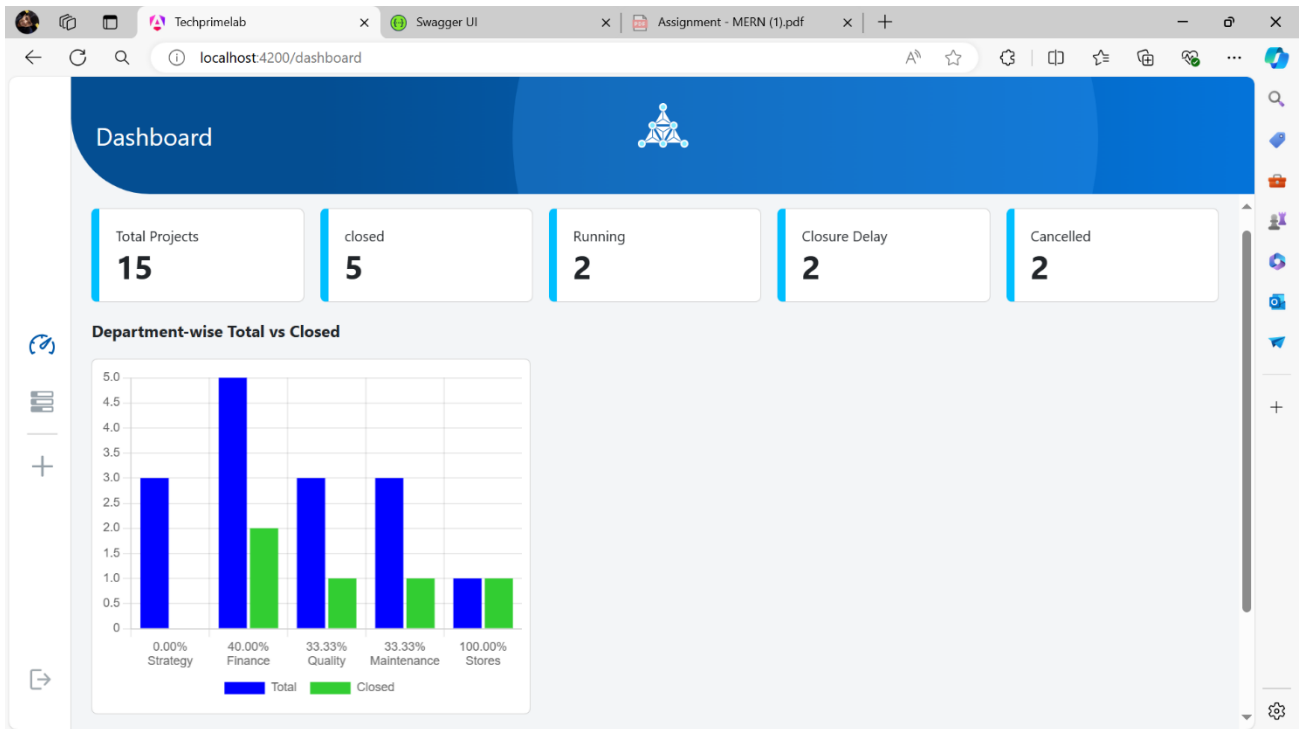 Techprimelab
Swagger UI
Assignment - MERN (1).pdf
localhost:4200/dashboard
Dashboard
Total Projects
15
closed
5
Running
2
Closure Delay
2
Cancelled
2
Department-wise Total vs Closed
5.0
4.5
4.0
3.5
3.0
2.5
2.0
1.5
1.0
0.5
0
0.00%
Strategy
40.00%
Finance
33.33%
Quality
33.33%
Maintenance
100.00%
Stores
Total
Closed